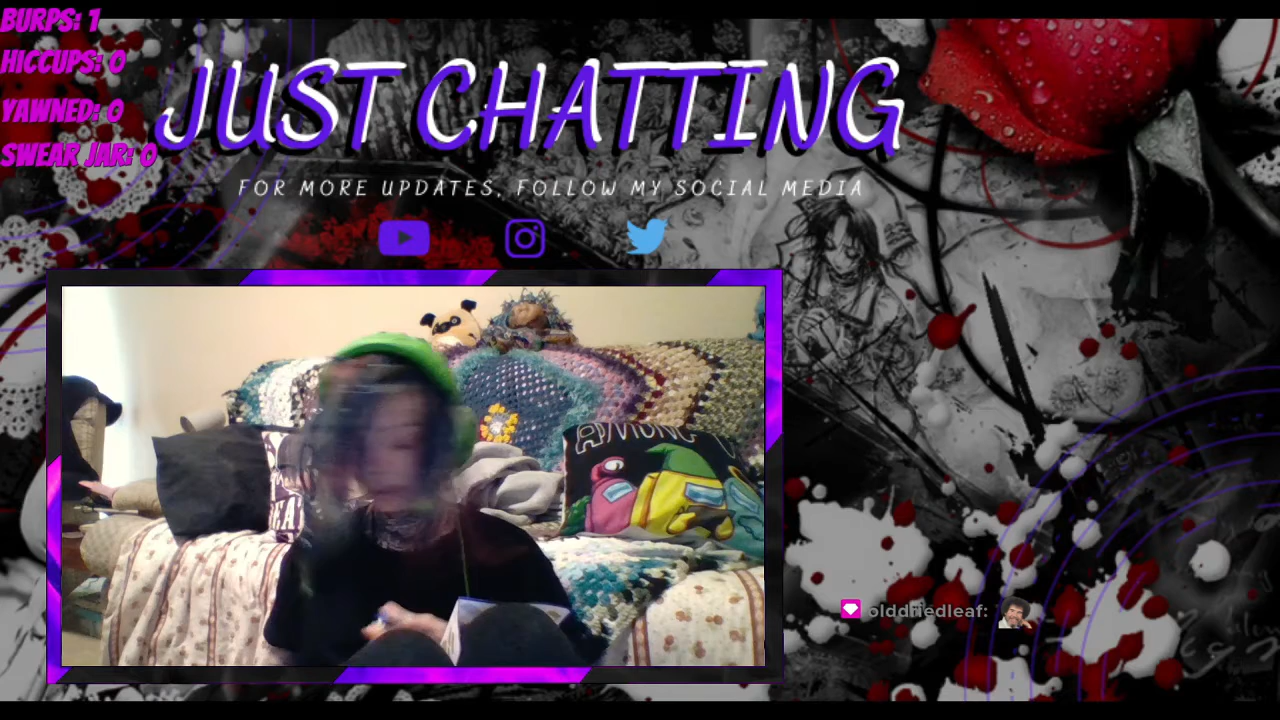 BURPS: 1
HICCUPS: 0
YAWNED: 0
SWEAR JAR: 0
JUST CHATTING
FOR MORE UPDATES, FOLLOW MY SOCIAL MEDIA
AMONG U
olddriedleaf: